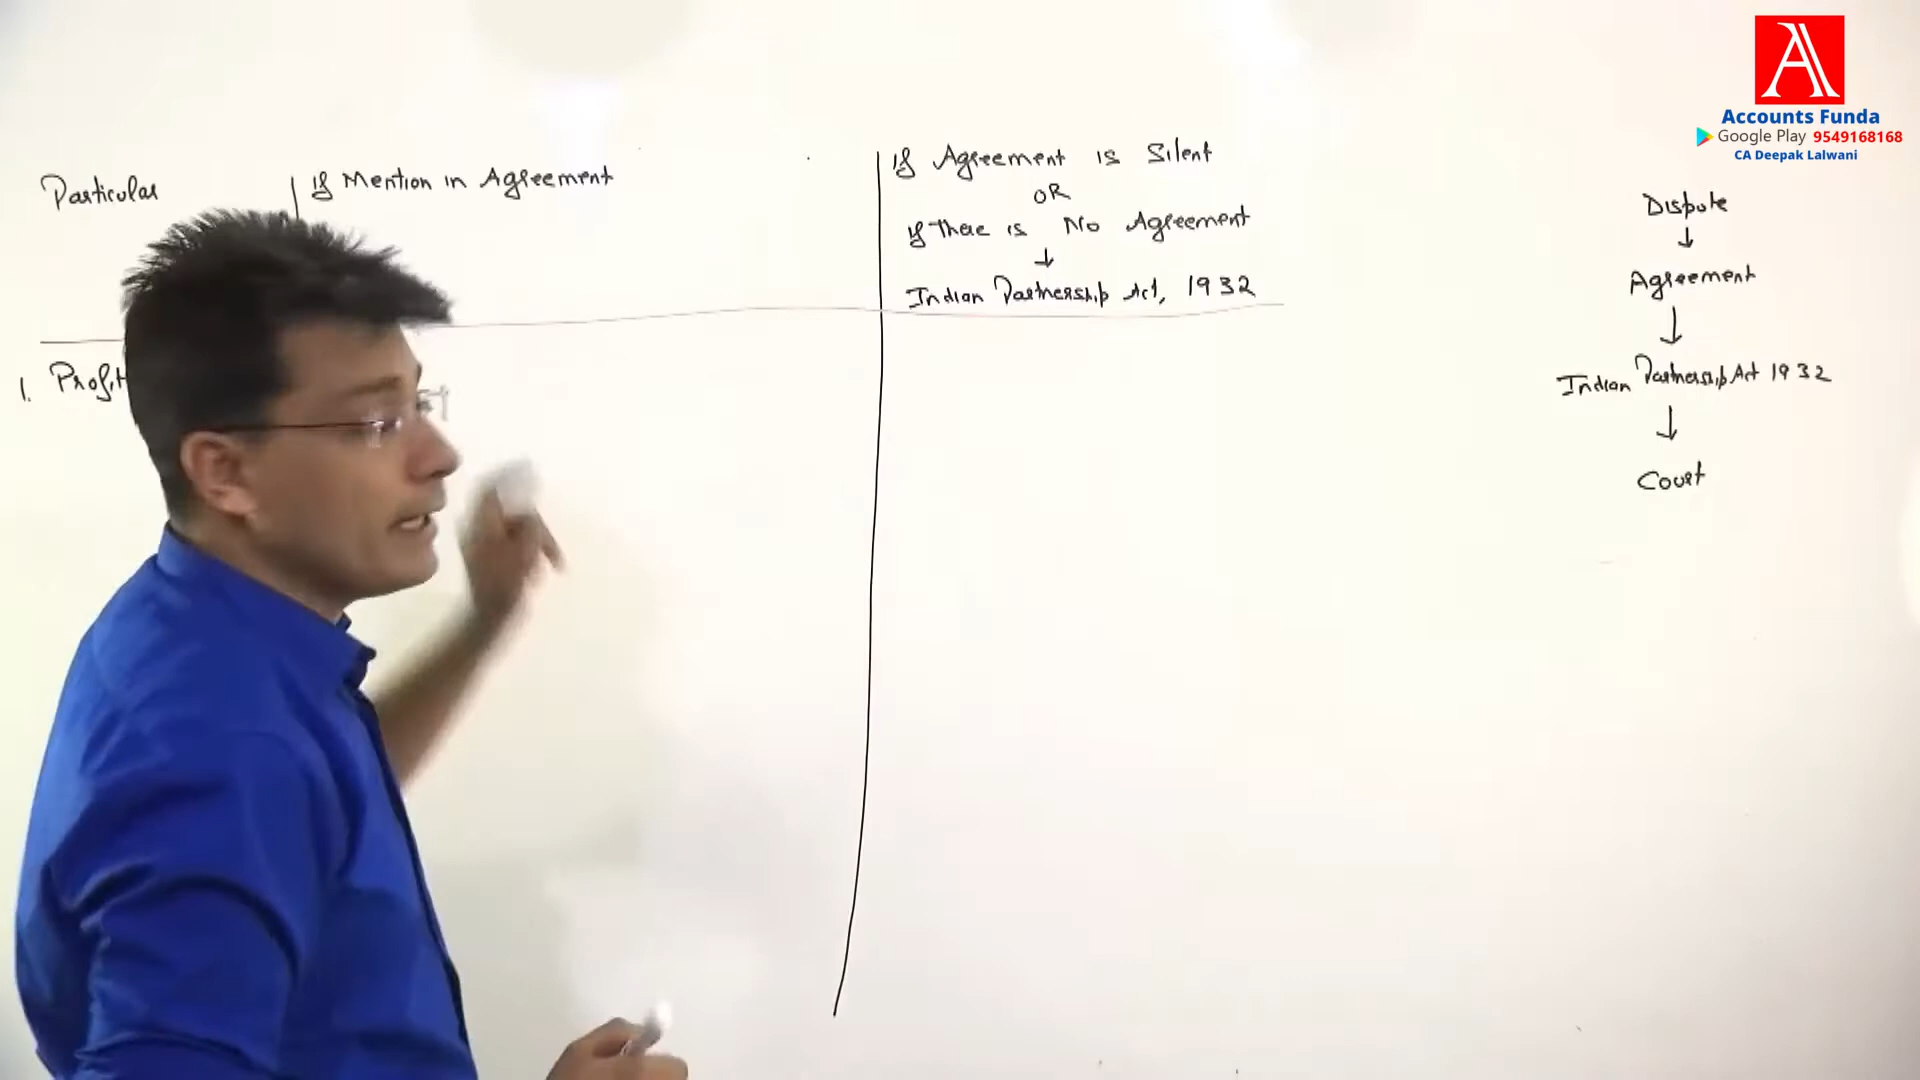 Particular
If Mention in Agreement
If Agreement is Silent
OR
If There is No Agreement
↓
Indian Partnership Act, 1932
1. Profit
Dispute
↓
Agreement
↓
Indian Partnership Act 1932
↓
Court
A
Accounts Funda
Google Play 9549168168
CA Deepak Lalwani